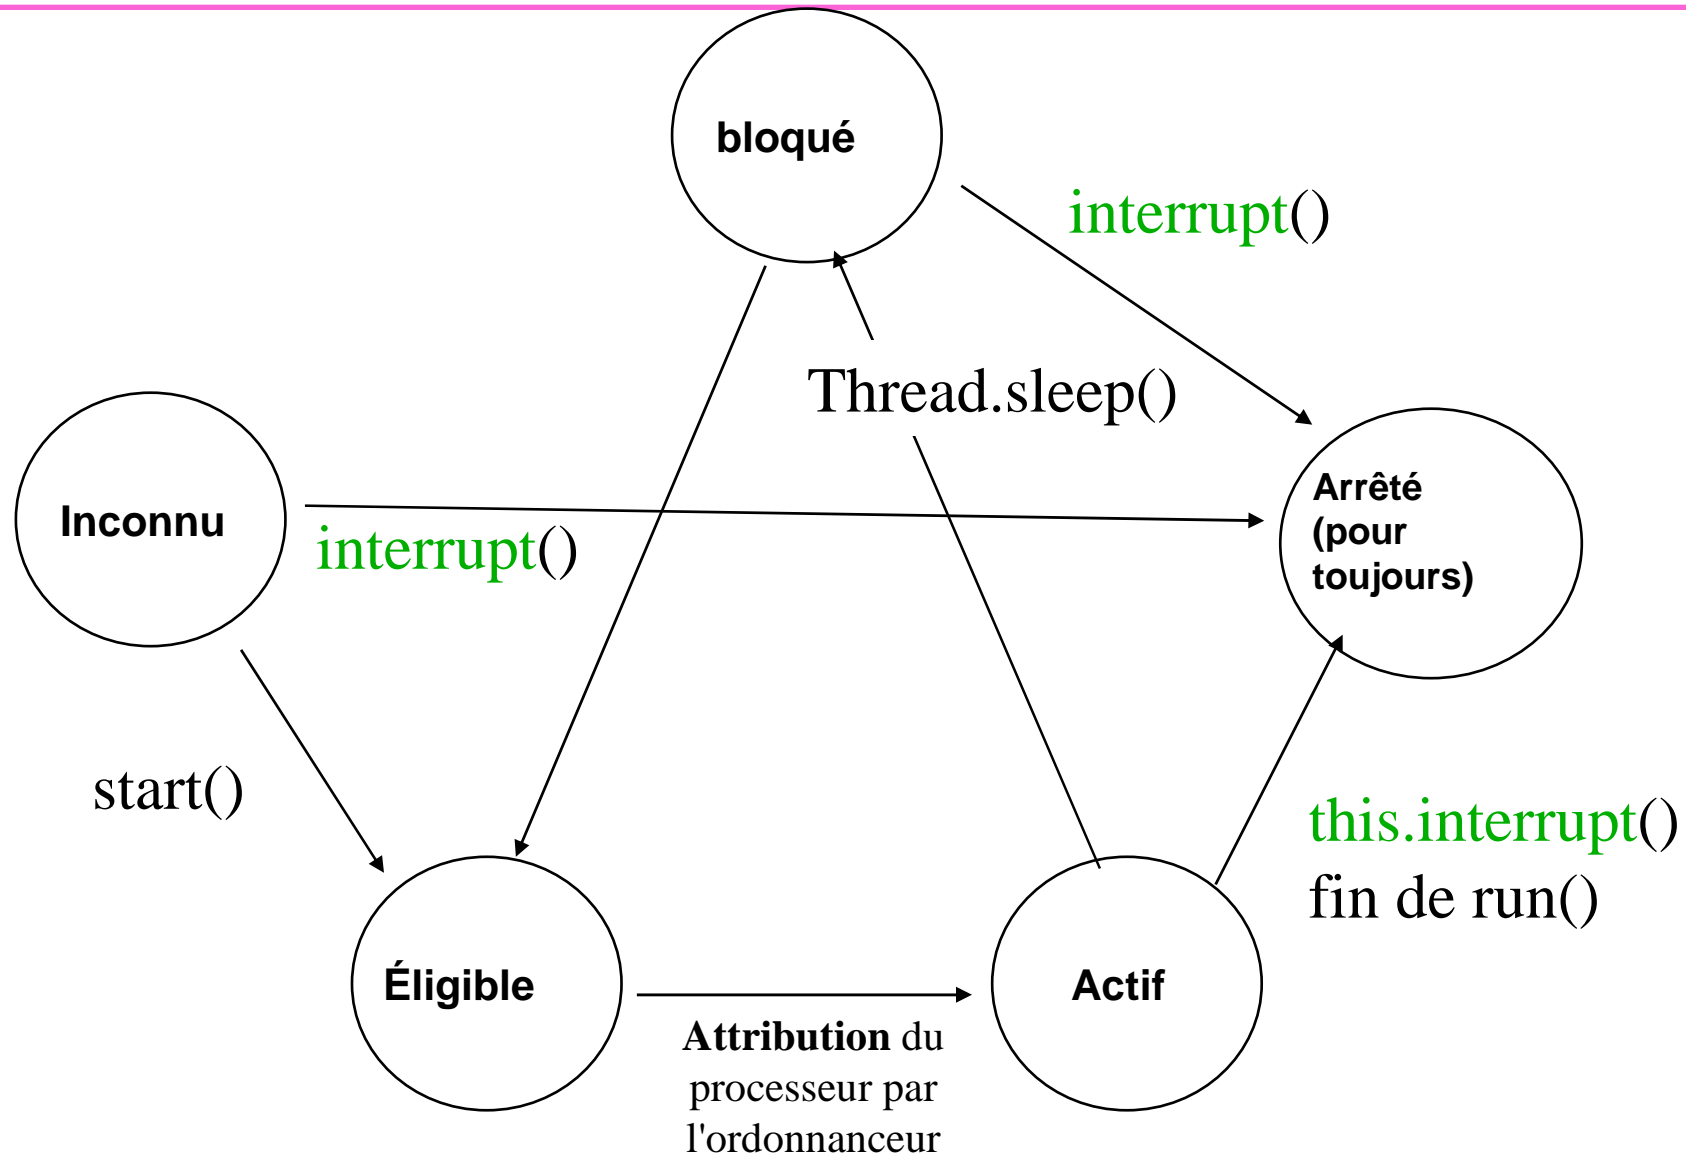 bloqué
interrupt()
Thread.sleep()
Inconnu
interrupt()
Arrêté
(pour
toujours)
start()
this.interrupt()
fin de run()
Éligible
Actif
Attribution du
processeur par
l'ordonnanceur